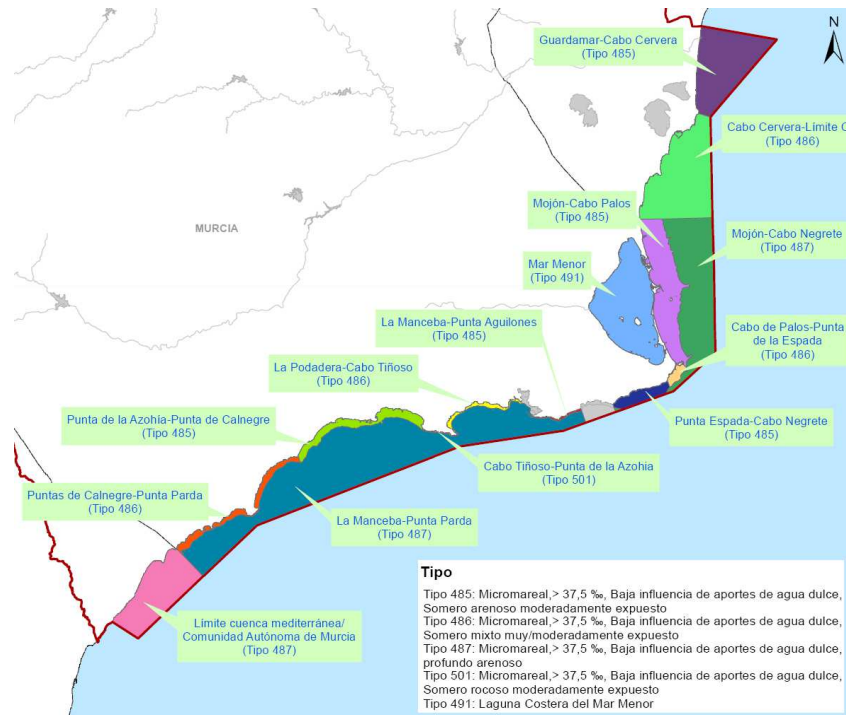 N
Guardamar-Cabo Cervera
(Tipo 485)
Cabo Cervera-Límite C
(Tipo 486)
Mojón-Cabo Palos
(Tipo 485)
MURCIA
Mojón-Cabo Negrete
(Tipo 487)
Mar Menor
(Tipo 491)
La Manceba-Punta Aguilones
(Tipo 485)
Cabo de Palos-Punta
de la Espada
(Tipo 486)
La Podadera-Cabo Tiñoso
(Tipo 486)
Punta de la Azohía-Punta de Calnegre
(Tipo 485)
Punta Espada-Cabo Negrete
(Tipo 485)
Cabo Tiñoso-Punta de la Azohia
(Tipo 501)
Puntas de Calnegre-Punta Parda
(Tipo 486)
La Manceba-Punta Parda
(Tipo 487)
Límite cuenca mediterránea/
Comunidad Autónoma de Murcia
(Tipo 487)
Tipo
Tipo 485: Micromareal,> 37,5 ‰, Baja influencia de aportes de agua dulce,
Somero arenoso moderadamente expuesto
Tipo 486: Micromareal,> 37,5 ‰, Baja influencia de aportes de agua dulce,
Somero mixto muy/moderadamente expuesto
Tipo 487: Micromareal,> 37,5 ‰, Baja influencia de aportes de agua dulce,
profundo arenoso
Tipo 501: Micromareal,> 37,5 ‰, Baja influencia de aportes de agua dulce,
Somero rocoso moderadamente expuesto
Tipo 491: Laguna Costera del Mar Menor